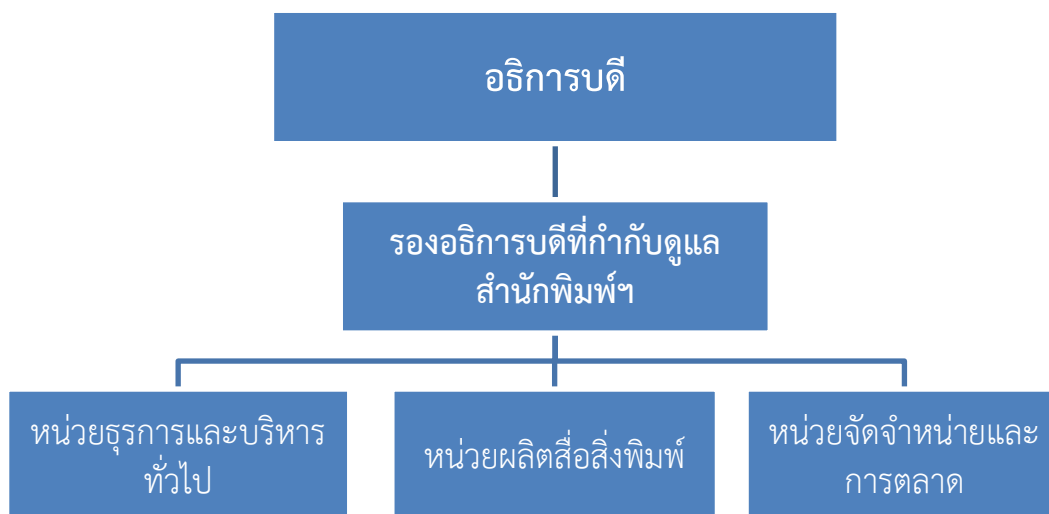 อธิการบดี
รองอธิการบดีที่กำกับดูแล
สำนักพิมพ์ฯ
หน่วยธุรการและบริหาร
ทั่วไป
หน่วยผลิตสื่อสิ่งพิมพ์
หน่วยจัดจำหน่ายและ
การตลาด